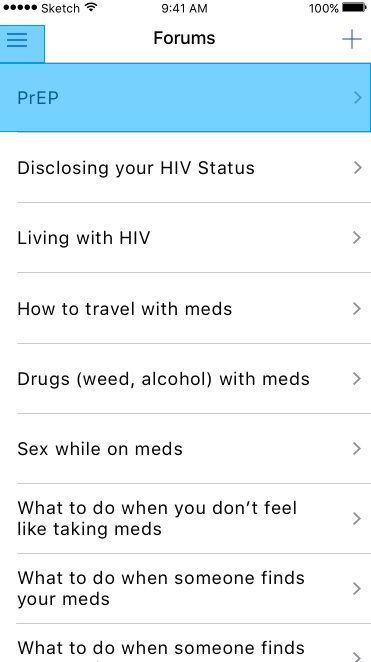 Sketch 9:41 AM 100%
Forums
PrEP
Disclosing your HIV Status
Living with HIV
How to travel with meds
Drugs (weed, alcohol) with meds
Sex while on meds
What to do when you don’t feel
like taking meds
What to do when someone finds
your meds
What to do when someone finds